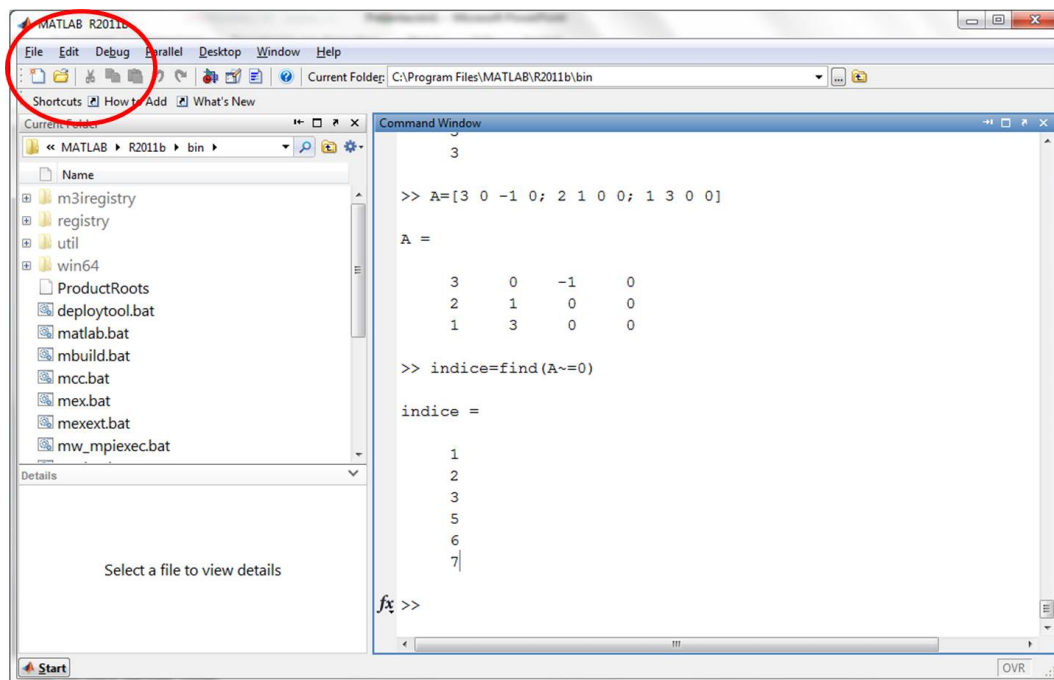 MATLAB R2011b
File Edit Debug Parallel Desktop Window Help
Current Folder: C:\Program Files\MATLAB\R2011b\bin
Shortcuts How to Add What's New
Current Folder
« MATLAB R2011b bin
Name
m3iregistry
registry
util
win64
ProductRoots
deploytool.bat
matlab.bat
mbuild.bat
mcc.bat
mex.bat
mexext.bat
mw_mpiexec.bat
Details
Select a file to view details
Command Window
3
>> A=[3 0 -1 0; 2 1 0 0; 1 3 0 0]
A =
3 0 -1 0
2 1 0 0
1 3 0 0
>> indice=find(A~=0)
indice =
1
2
3
5
6
7
fx >>
Start
OVR